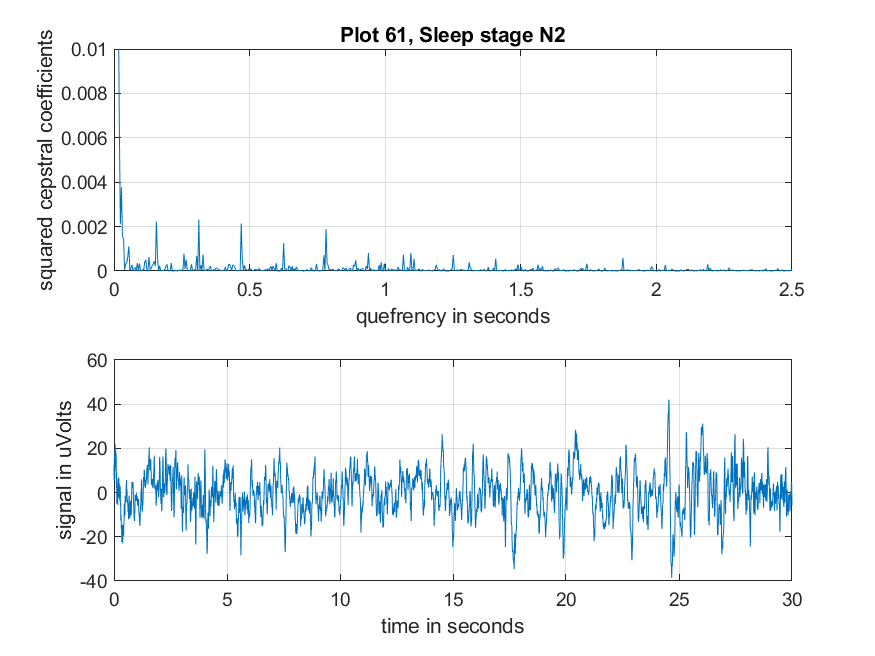 Plot 61, Sleep stage N2
squared cepstral coefficients
0.01
0.008
0.006
0.004
0.002
0
0 0.5 1 1.5 2 2.5
quefrency in seconds
signal in uVolts
60
40
20
0
-20
-40
0 5 10 15 20 25 30
time in seconds